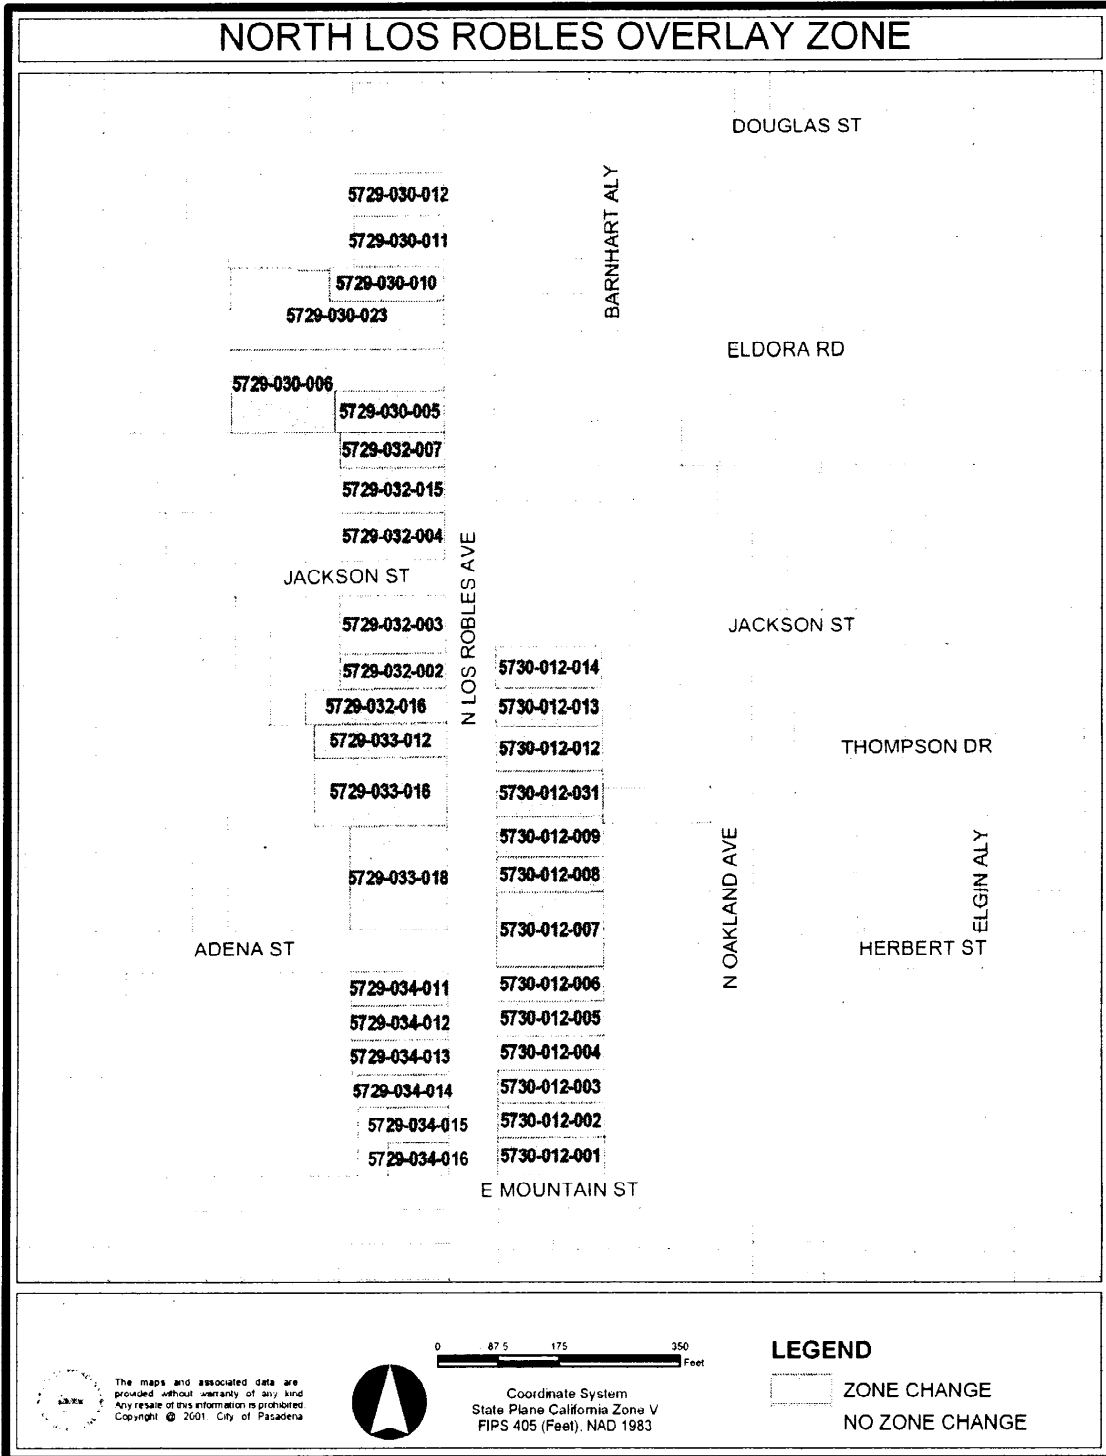 NORTH LOS ROBLES OVERLAY ZONE
DOUGLAS ST
BARNHART ALY
5729-030-012
5729-030-011
5729-030-010
5729-030-023
ELDORA RD
5729-030-006
5729-030-005
5729-032-007
5729-032-015
5729-032-004
N LOS ROBLES AVE
JACKSON ST
5729-032-003
JACKSON ST
5729-032-002
5730-012-014
5729-032-016
5730-012-013
5729-033-012
5730-012-012
THOMPSON DR
5729-033-016
5730-012-031
5730-012-009
N OAKLAND AVE
ELGIN ALY
5729-033-018
5730-012-008
5730-012-007
ADENA ST
HERBERT ST
5729-034-011
5730-012-006
5729-034-012
5730-012-005
5729-034-013
5730-012-004
5729-034-014
5730-012-003
5729-034-015
5730-012-002
5729-034-016
5730-012-001
E MOUNTAIN ST
The maps and associated data are
provided without warranty of any kind
Any resale of this information is prohibited.
Copyright @ 2001. City of Pasadena
0 87.5 175 350
Feet
Coordinate System
State Plane California Zone V
FIPS 405 (Feet), NAD 1983
LEGEND
ZONE CHANGE
NO ZONE CHANGE